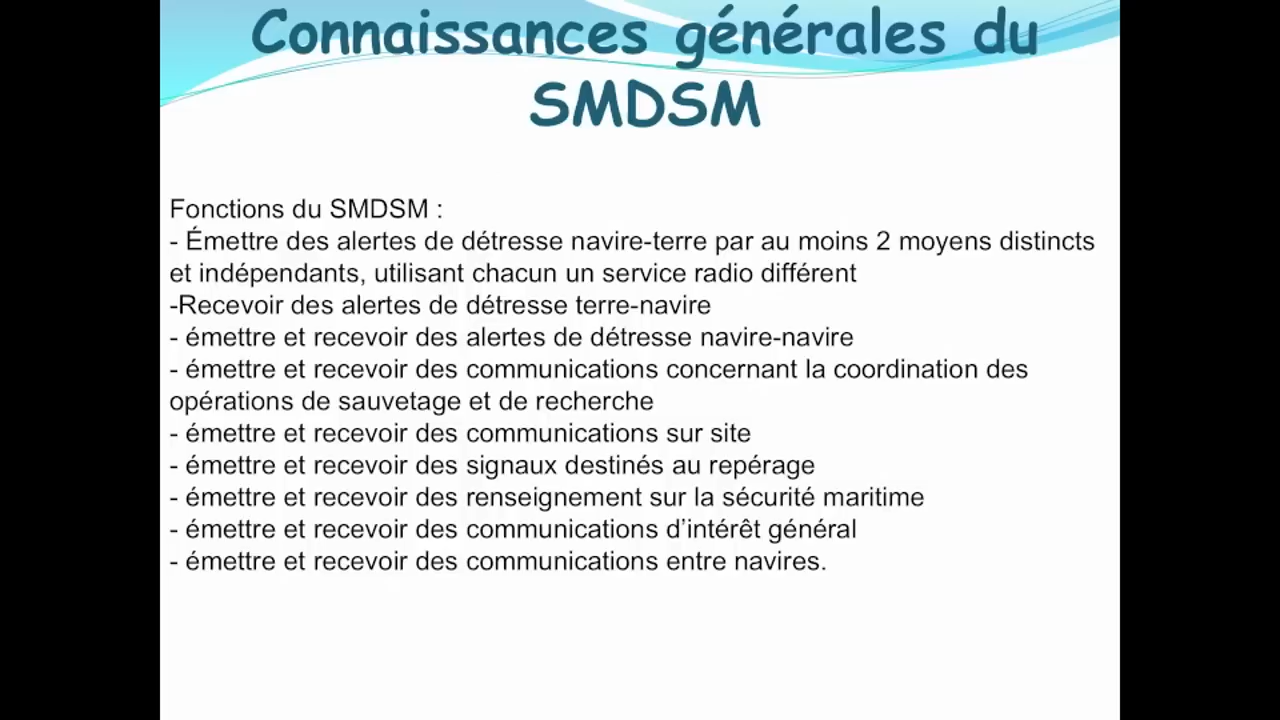 Connaissances générales du
SMDSM
Fonctions du SMDSM :
- Émettre des alertes de détresse navire-terre par au moins 2 moyens distincts
et indépendants, utilisant chacun un service radio différent
-Recevoir des alertes de détresse terre-navire
- émettre et recevoir des alertes de détresse navire-navire
- émettre et recevoir des communications concernant la coordination des
opérations de sauvetage et de recherche
- émettre et recevoir des communications sur site
- émettre et recevoir des signaux destinés au repérage
- émettre et recevoir des renseignement sur la sécurité maritime
- émettre et recevoir des communications d’intérêt général
- émettre et recevoir des communications entre navires.